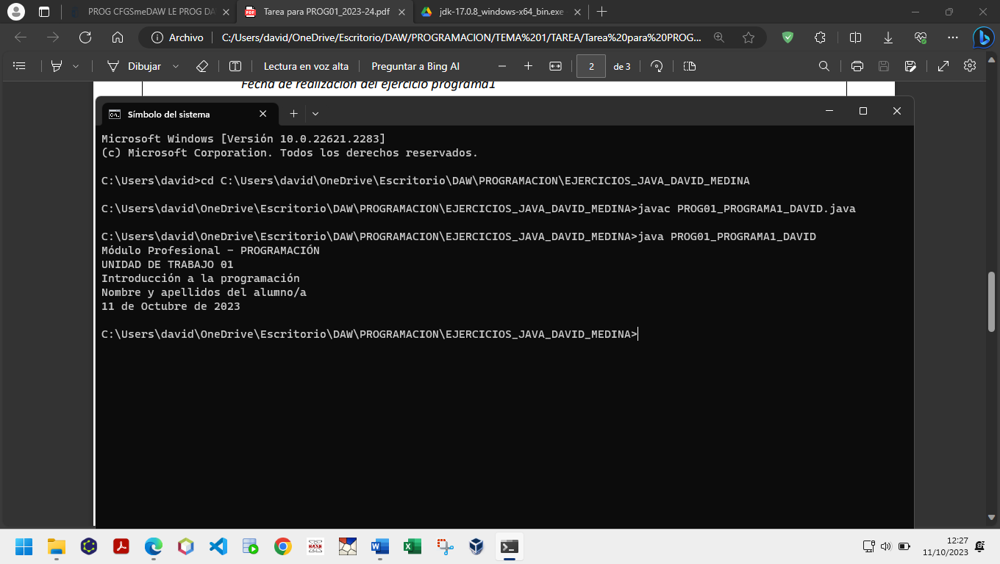 PROG CFGSmeDAW LE PROG DA
Tarea para PROG01_2023-24.pdf
jdk-17.0.8_windows-x64_bin.exe
Archivo
C:/Users/david/OneDrive/Escritorio/DAW/PROGRAMACION/TEMA%201/TAREA/Tarea%20para%20PROG...
Dibujar
Lectura en voz alta
Preguntar a Bing AI
2
de 3
Fecha de realización del ejercicio programa1
Símbolo del sistema
Microsoft Windows [Versión 10.0.22621.2283]
(c) Microsoft Corporation. Todos los derechos reservados.
C:\Users\david>cd C:\Users\david\OneDrive\Escritorio\DAW\PROGRAMACION\EJERCICIOS_JAVA_DAVID_MEDINA
C:\Users\david\OneDrive\Escritorio\DAW\PROGRAMACION\EJERCICIOS_JAVA_DAVID_MEDINA>javac PROG01_PROGRAMA1_DAVID.java
C:\Users\david\OneDrive\Escritorio\DAW\PROGRAMACION\EJERCICIOS_JAVA_DAVID_MEDINA>java PROG01_PROGRAMA1_DAVID
Módulo Profesional - PROGRAMACIÓN
UNIDAD DE TRABAJO 01
Introducción a la programación
Nombre y apellidos del alumno/a
11 de Octubre de 2023
C:\Users\david\OneDrive\Escritorio\DAW\PROGRAMACION\EJERCICIOS_JAVA_DAVID_MEDINA>
12:27
11/10/2023